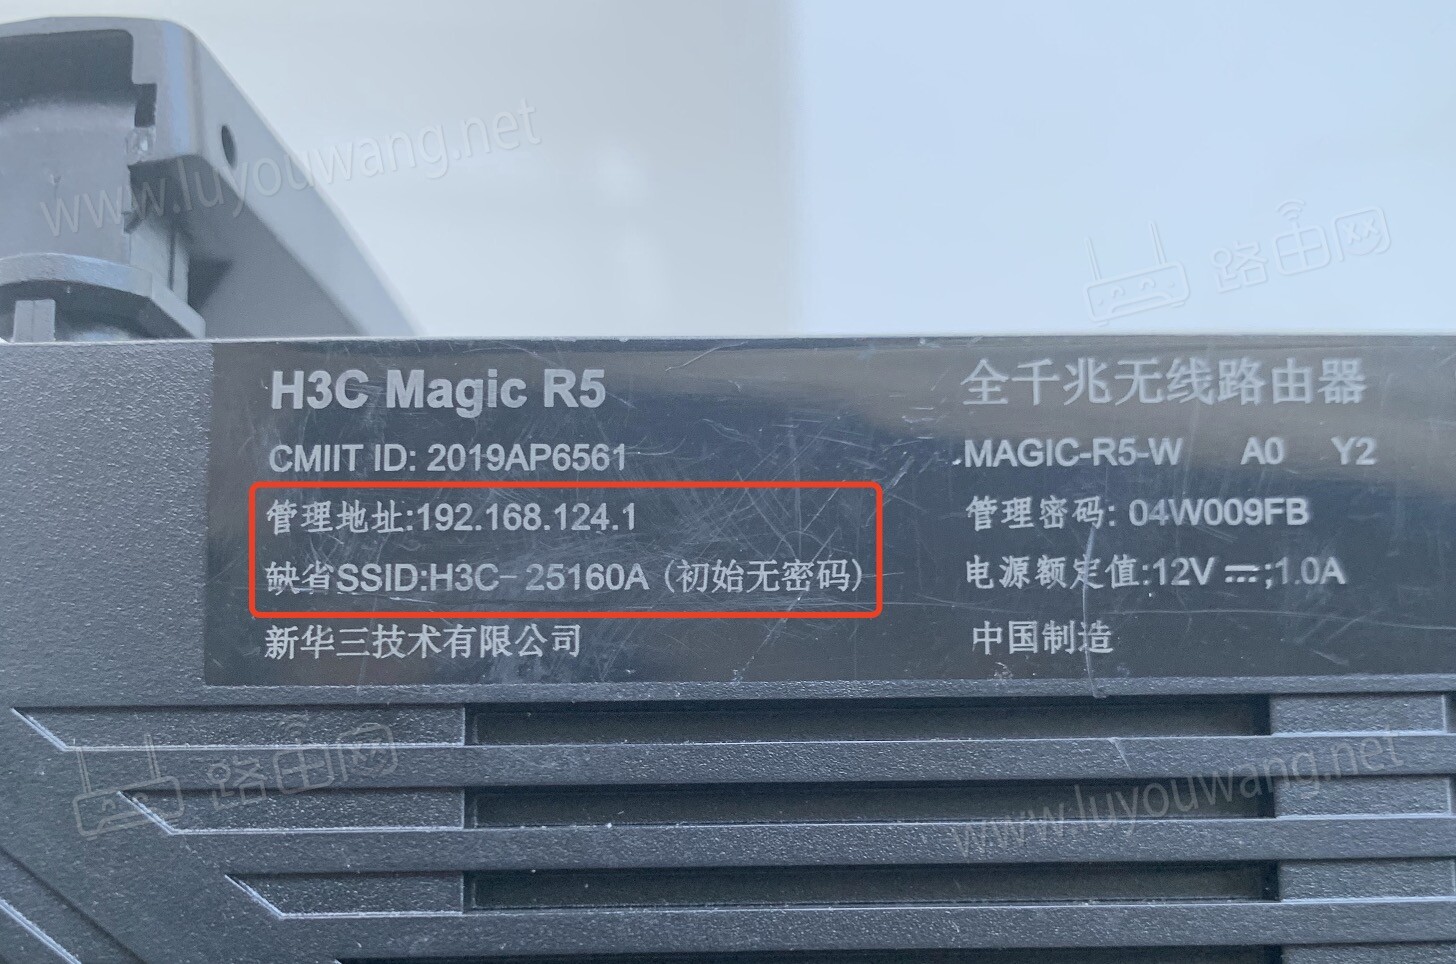 www.luyouwang.net
路由网
H3C Magic R5
全千兆无线路由器
CMIIT ID: 2019AP6561
MAGIC-R5-W A0 Y2
管理地址:192.168.124.1
管理密码: 04W009FB
缺省SSID:H3C-25160A (初始无密码)
电源额定值:12V ⎓;1.0A
新华三技术有限公司
中国制造
路由网
www.luyouwang.net